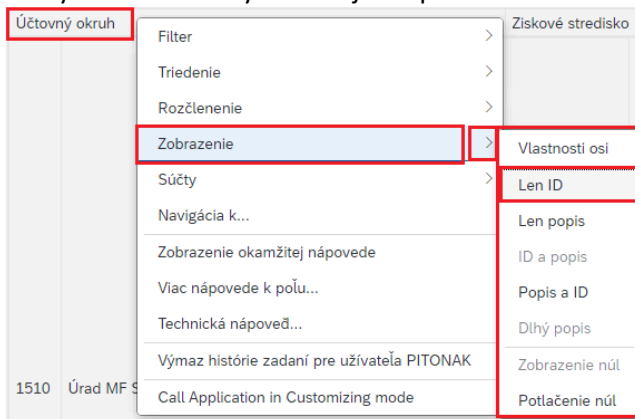 Účtovný okruh
Ziskové stredisko
Filter
Triedenie
Rozčlenenie
Zobrazenie
Súčty
Navigácia k...
Zobrazenie okamžitej nápovede
Viac nápovede k poľu...
Technická nápoveď...
Výmaz histórie zadaní pre užívateľa PITONAK
Call Application in Customizing mode
Vlastnosti osi
Len ID
Len popis
ID a popis
Popis a ID
Dlhý popis
Zobrazenie núl
Potlačenie núl
1510 Úrad MF S